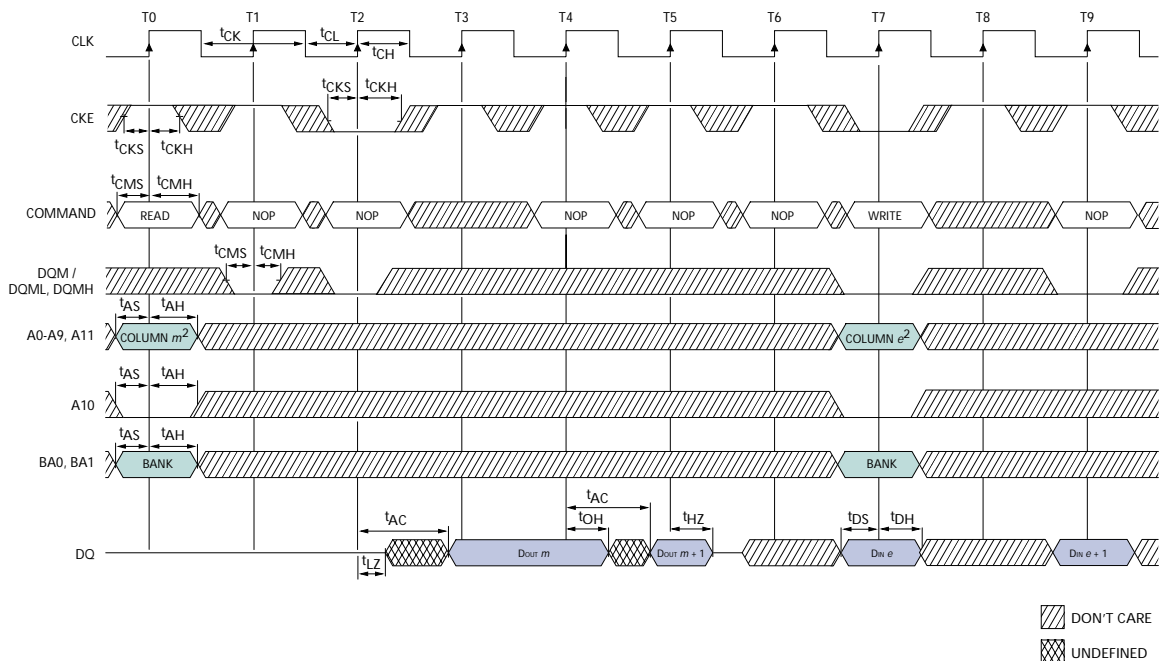 T0 T1 T2 T3 T4 T5 T6 T7 T8 T9
CLK
tCK tCL tCH
tCKS tCKH
CKE
tCKS tCKH
tCMS tCMH
COMMAND READ NOP NOP NOP NOP NOP WRITE NOP
tCMS tCMH
DQM /
DQML, DQMH
tAS tAH
A0-A9, A11 COLUMN m2 COLUMN e2
tAS tAH
A10
tAS tAH
BA0, BA1 BANK BANK
tAC tAC tOH tHZ tDS tDH
DQ DOUT m DOUT m + 1 DIN e DIN e + 1
tLZ
DON'T CARE
UNDEFINED